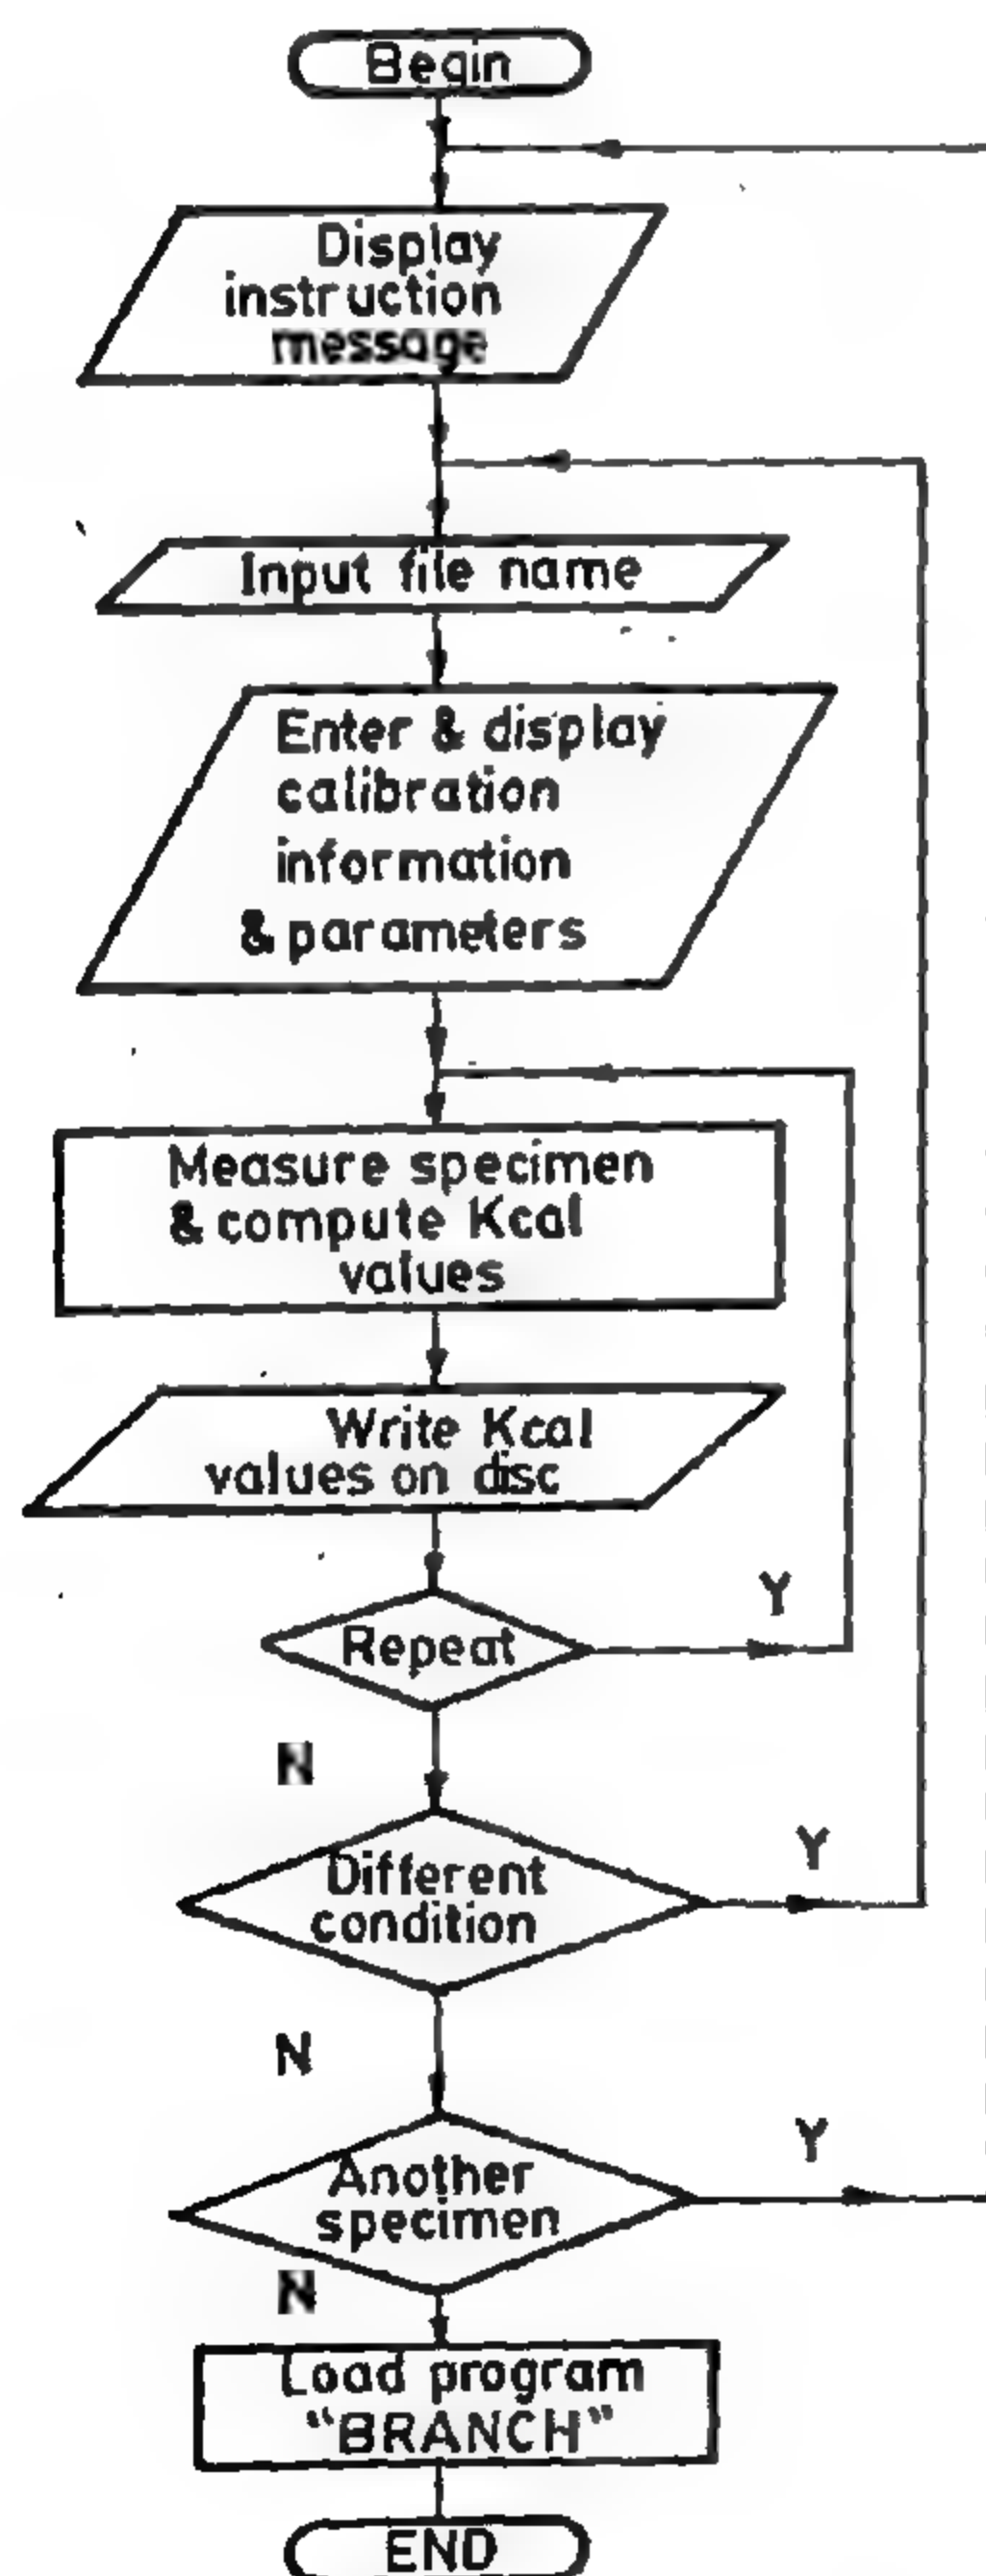 Begin
Display
instruction
message
Input file name
Enter & display
calibration
information
& parameters
Measure specimen
& compute Kcal
values
Write Kcal
values on disc
Repeat
Y
N
Different
condition
Y
N
Another
specimen
Y
N
Load program
"BRANCH"
END